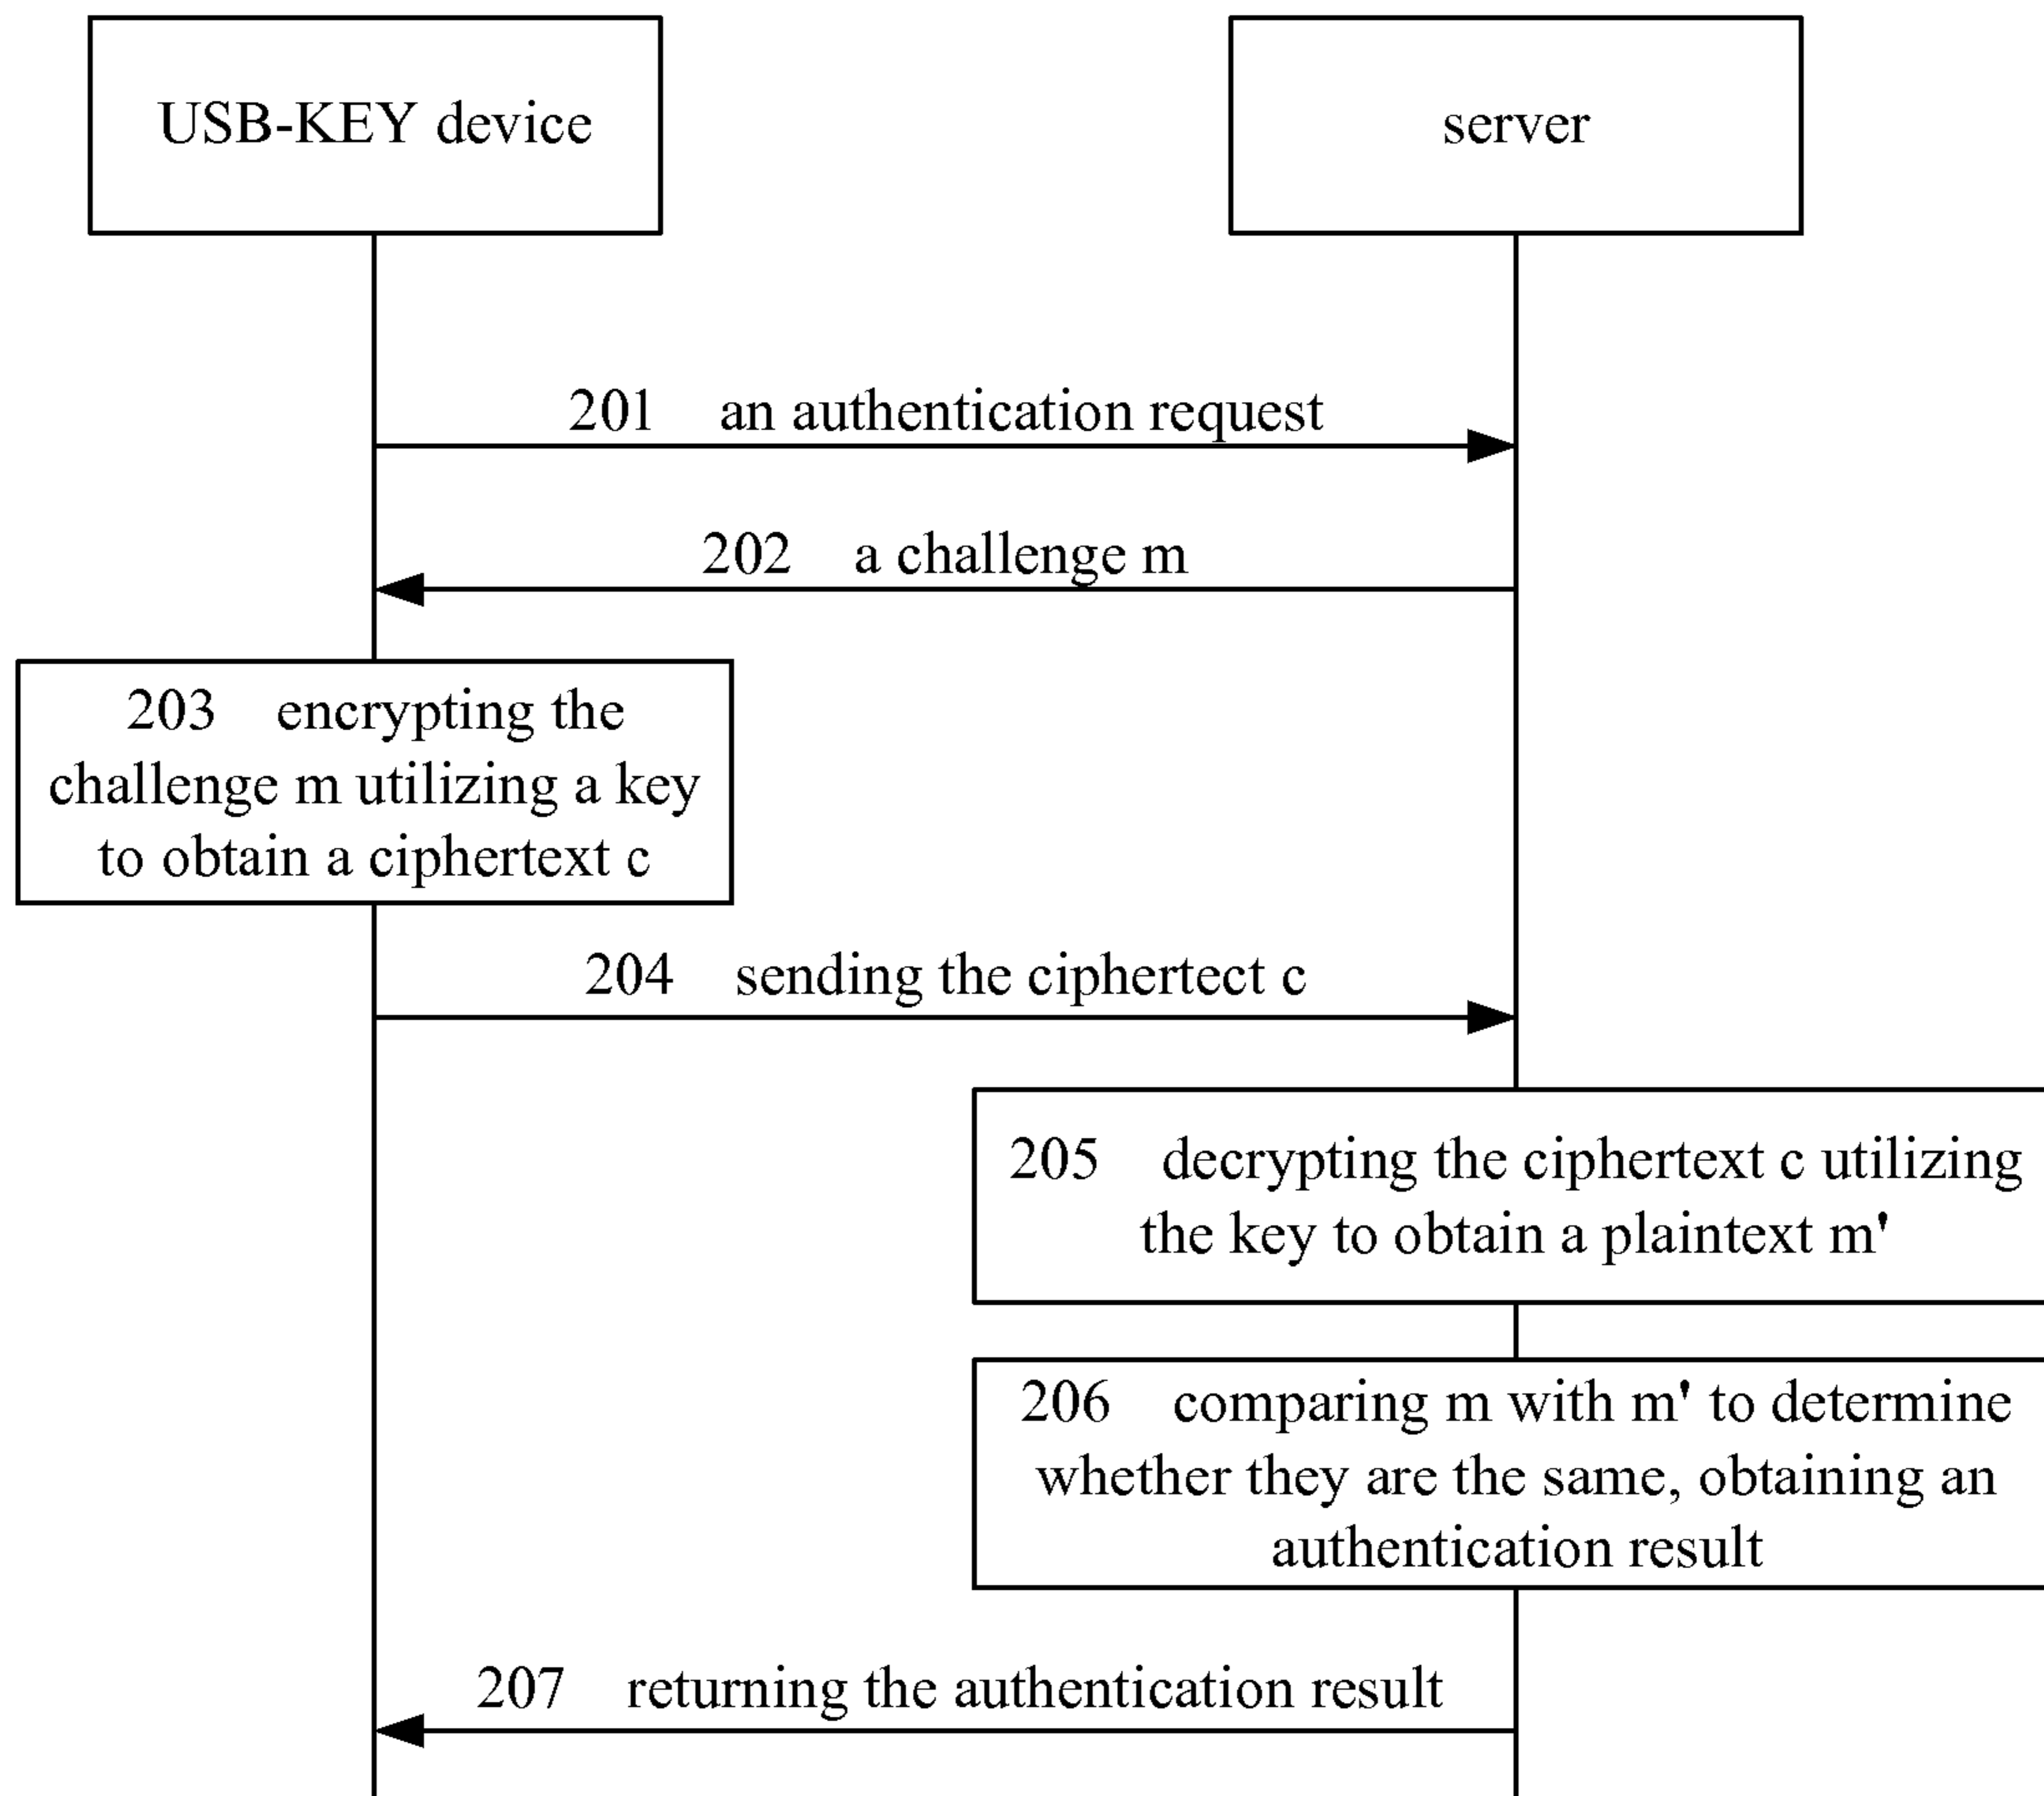 USB-KEY device
server
201 an authentication request
202 a challenge m
203 encrypting the
challenge m utilizing a key
to obtain a ciphertext c
204 sending the ciphertect c
205 decrypting the ciphertext c utilizing
the key to obtain a plaintext m'
206 comparing m with m' to determine
whether they are the same, obtaining an
authentication result
207 returning the authentication result